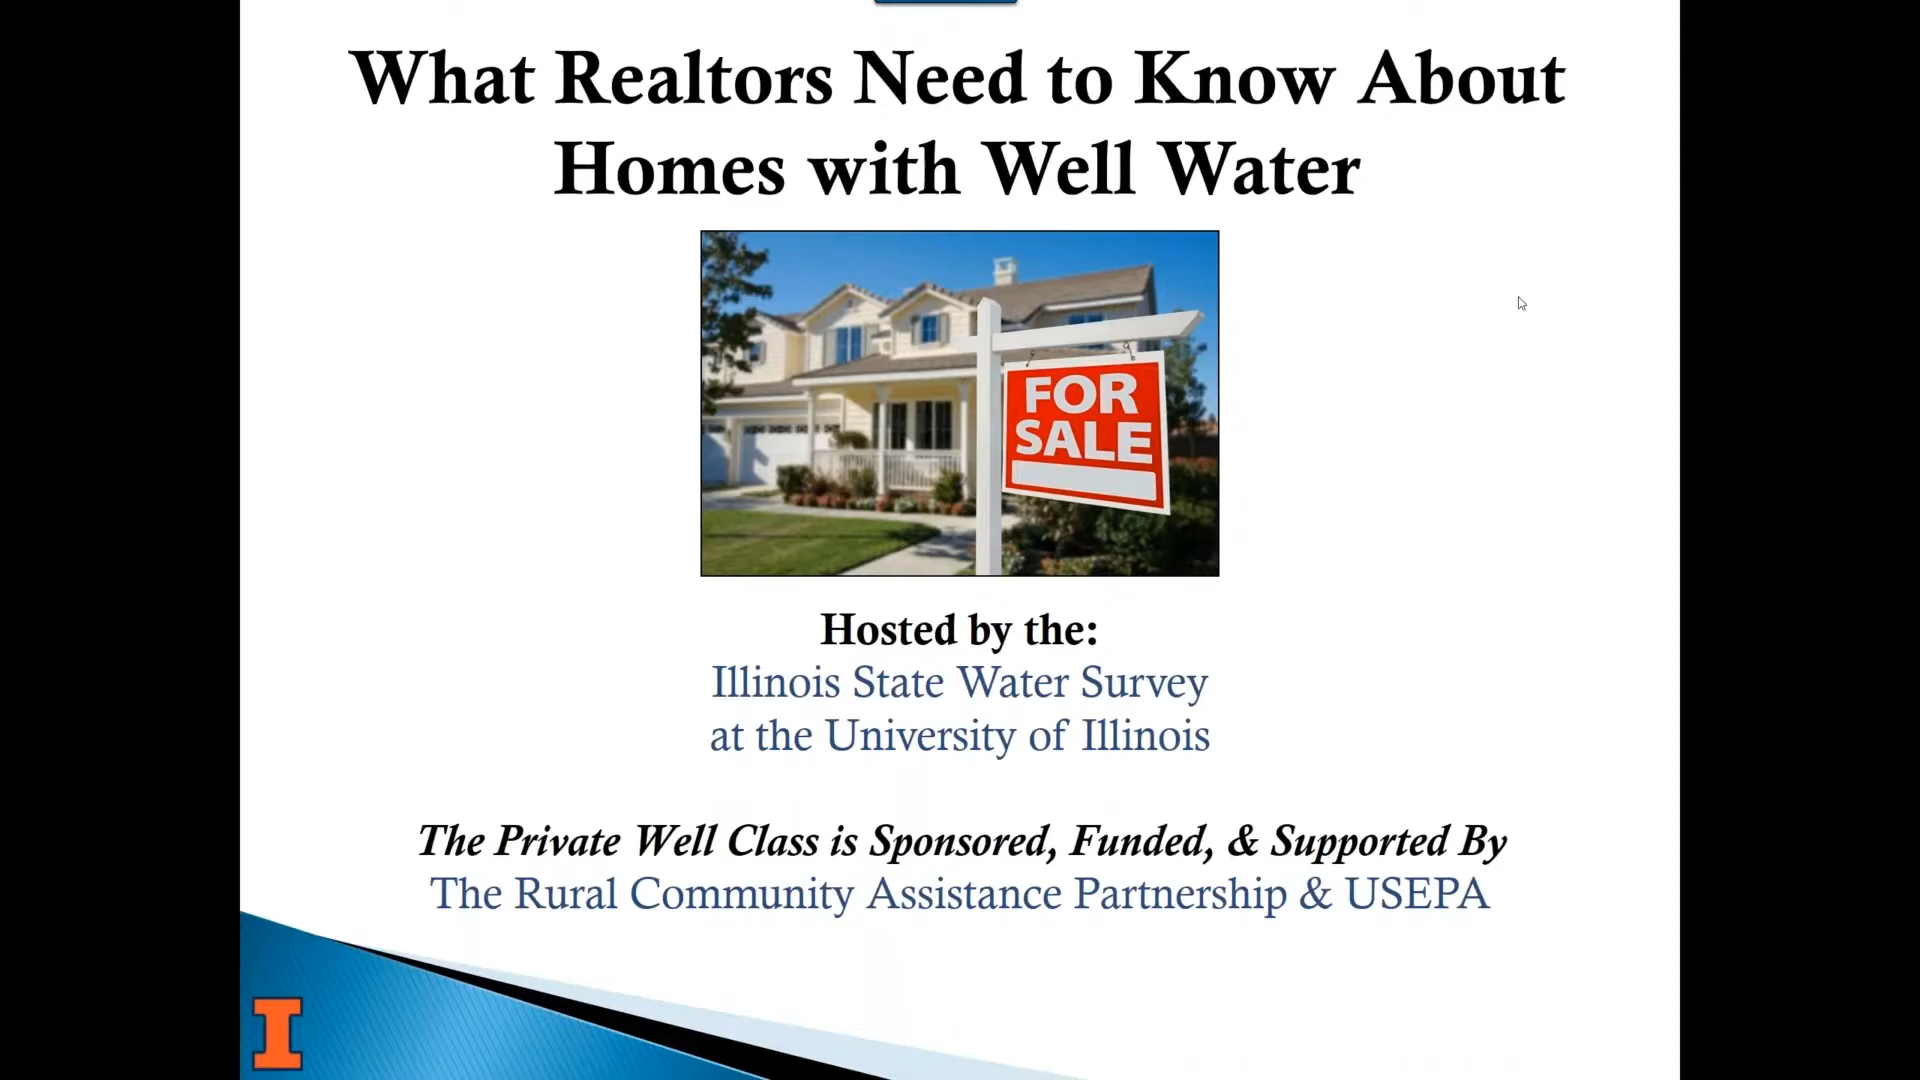 What Realtors Need to Know About
Homes with Well Water
FOR
SALE
Hosted by the:
Illinois State Water Survey
at the University of Illinois
The Private Well Class is Sponsored, Funded, & Supported By
The Rural Community Assistance Partnership & USEPA
I